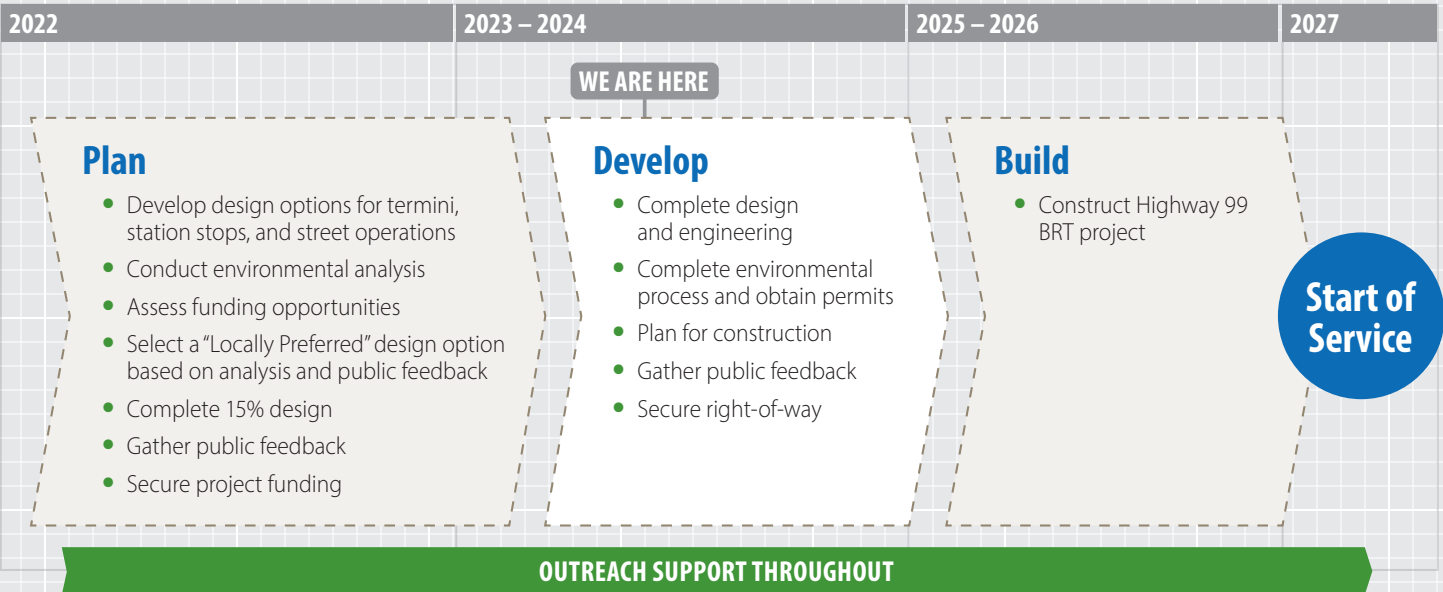 2022
2023 – 2024
2025 – 2026
2027
WE ARE HERE
Plan
• Develop design options for termini,
station stops, and street operations
• Conduct environmental analysis
• Assess funding opportunities
• Select a “Locally Preferred” design option
based on analysis and public feedback
• Complete 15% design
• Gather public feedback
• Secure project funding
Develop
• Complete design
and engineering
• Complete environmental
process and obtain permits
• Plan for construction
• Gather public feedback
• Secure right-of-way
Build
• Construct Highway 99
BRT project
Start of
Service
OUTREACH SUPPORT THROUGHOUT